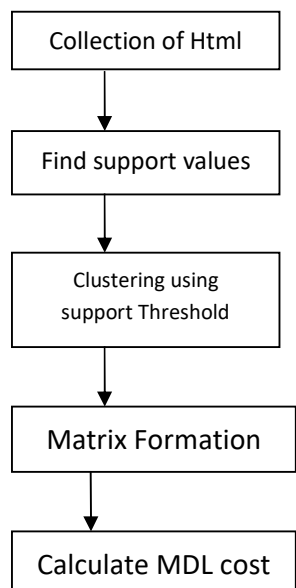 Collection of Html
Find support values
Clustering using
support Threshold
Matrix Formation
Calculate MDL cost